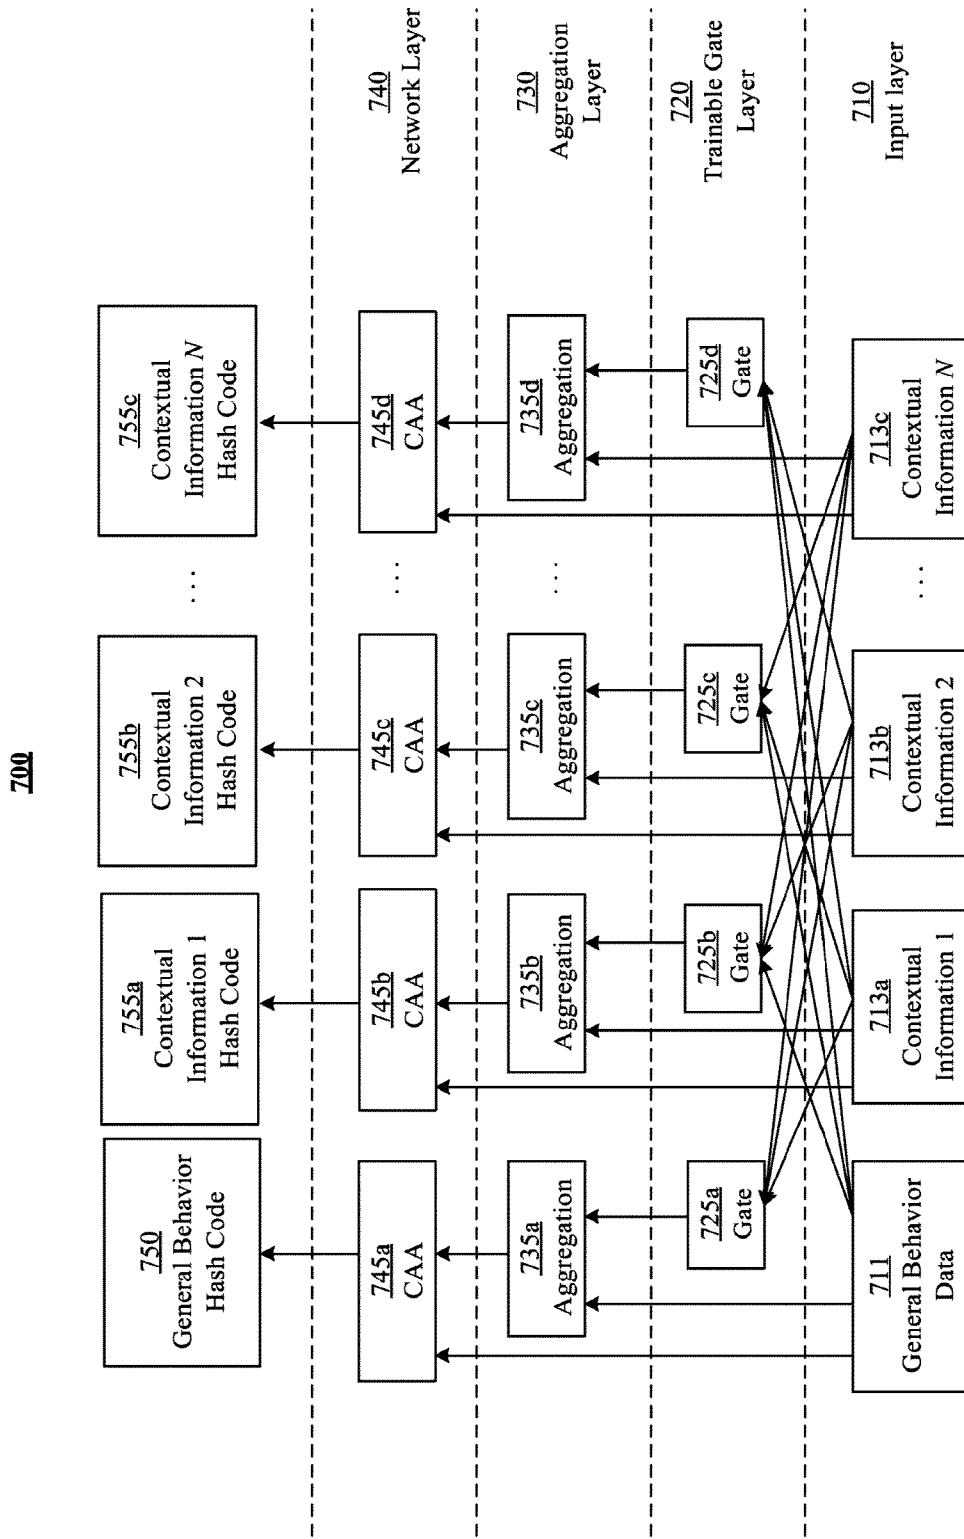 700
750
General Behavior
Hash Code
755a
Contextual
Information 1
Hash Code
755b
Contextual
Information 2
Hash Code
. . .
755c
Contextual
Information N
Hash Code
745a
CAA
745b
CAA
745c
CAA
. . .
745d
CAA
740
Network Layer
735a
Aggregation
735b
Aggregation
735c
Aggregation
. . .
735d
Aggregation
730
Aggregation
Layer
725a
Gate
725b
Gate
725c
Gate
725d
Gate
720
Trainable Gate
Layer
711
General Behavior
Data
713a
Contextual
Information 1
713b
Contextual
Information 2
. . .
713c
Contextual
Information N
710
Input layer